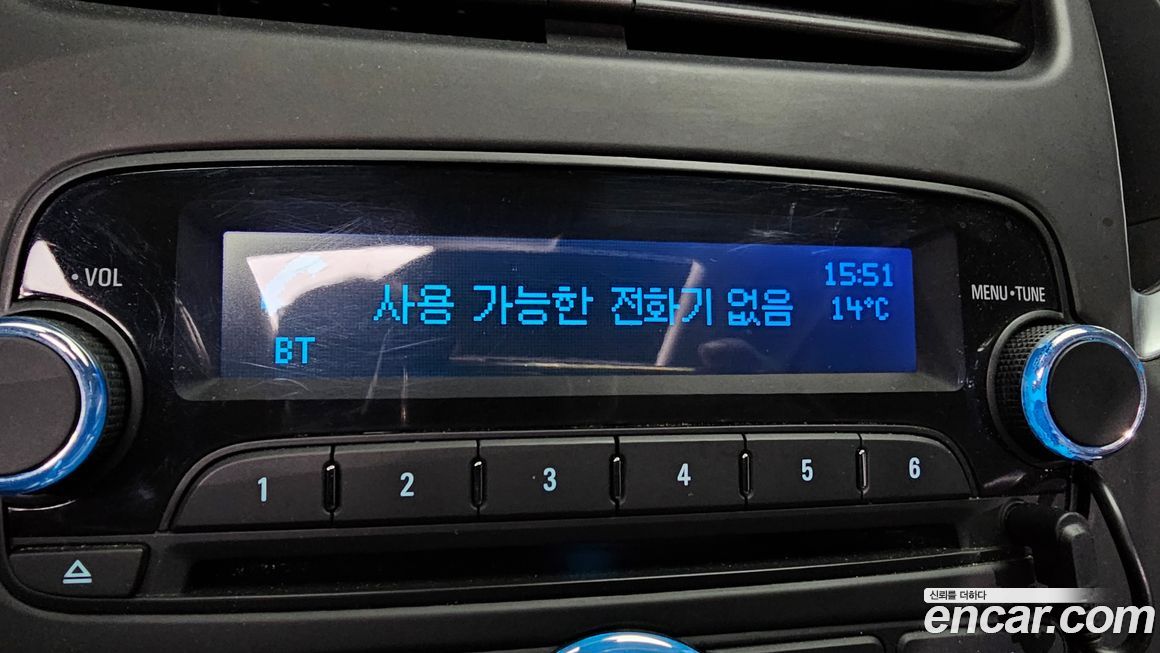 • VOL
사용 가능한 전화기 없음
15:51
14°C
BT
MENU • TUNE
1 2 3 4 5 6
신뢰를 더하다
encar.com